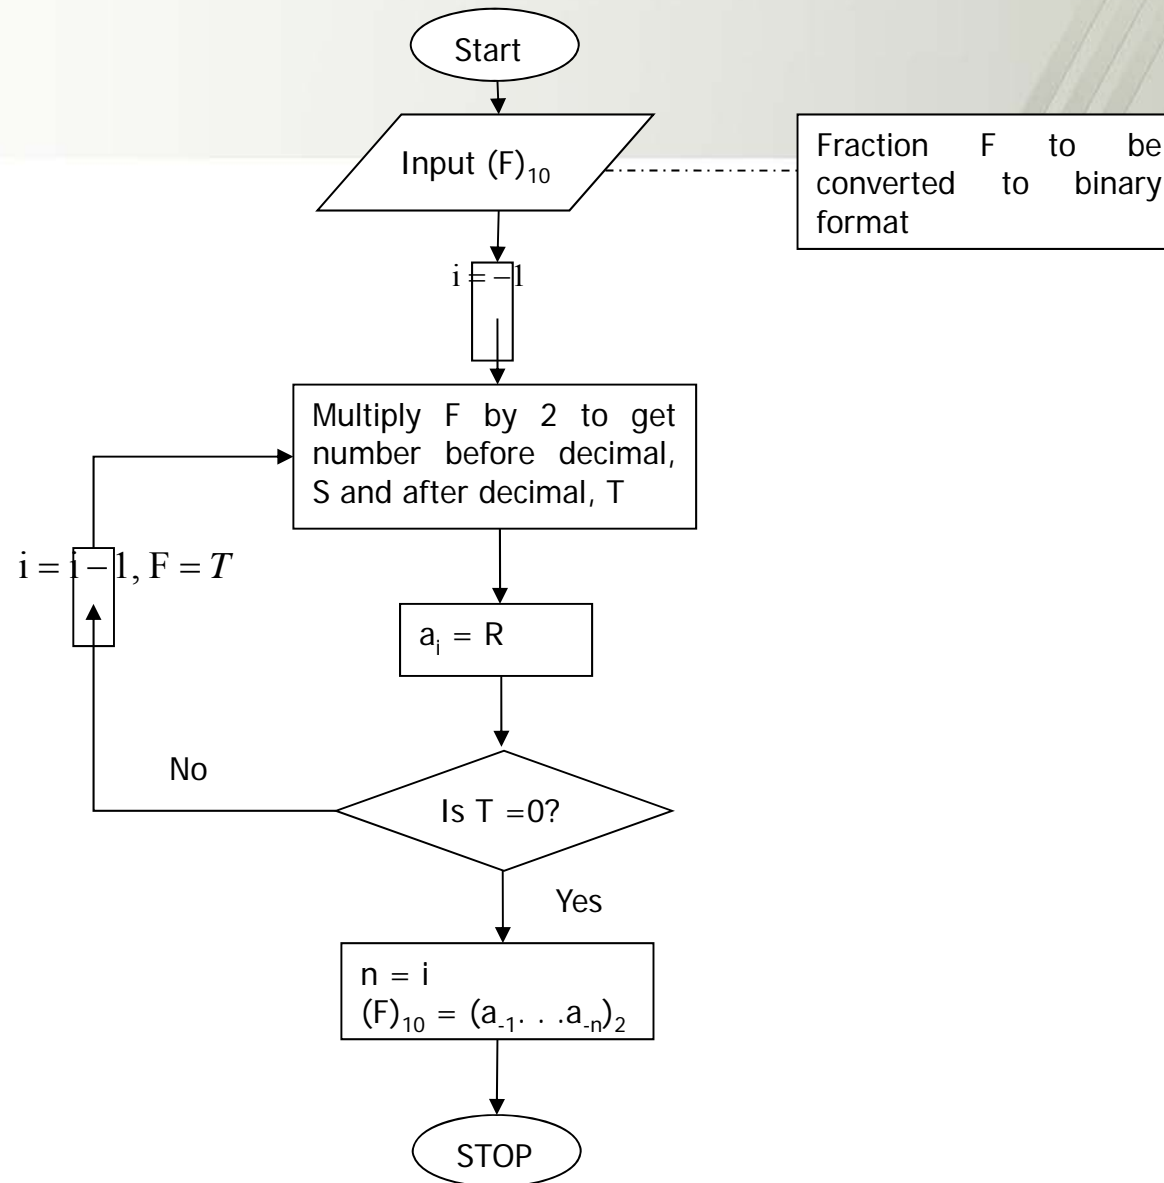 Start
Input (F)₁₀
Fraction F to be
converted to binary
format
i = −1
Multiply F by 2 to get
number before decimal,
S and after decimal, T
i = i − 1, F = T
aᵢ = R
No
Is T =0?
Yes
n = i
(F)₁₀ = (a₋₁. . .a₋ₙ)₂
STOP